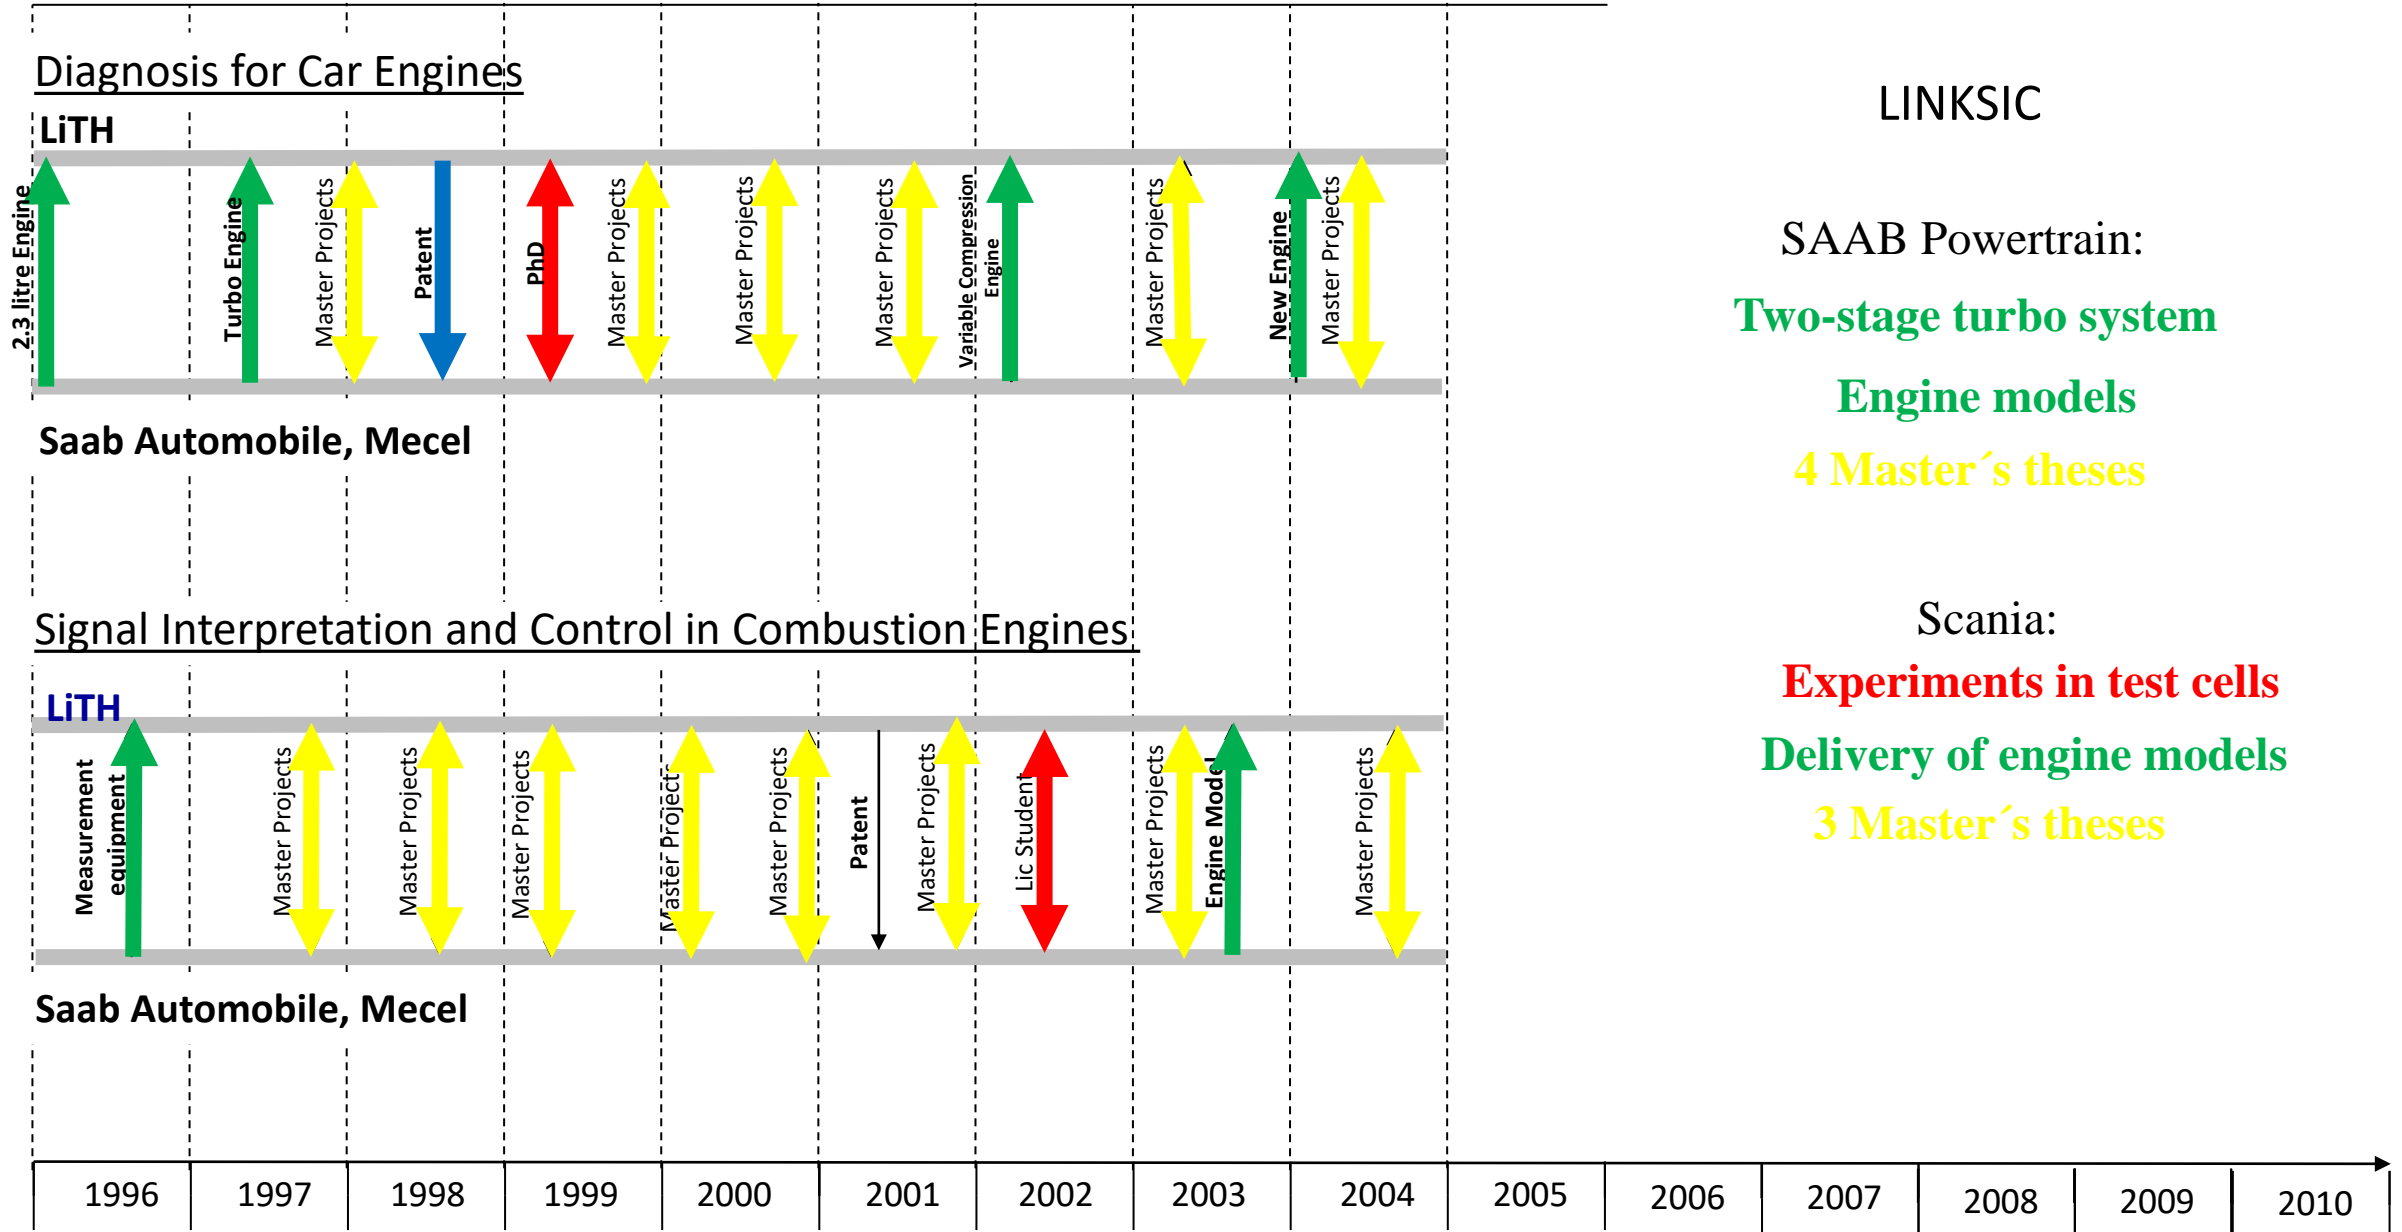 Diagnosis for Car Engines
LiTH
2.3 litre Engine
Turbo Engine
Master Projects
Patent
PhD
Master Projects
Master Projects
Master Projects
Variable Compression
Engine
Master Projects
New Engine
Master Projects
Saab Automobile, Mecel
Signal Interpretation and Control in Combustion Engines
LiTH
Measurement
equipment
Master Projects
Master Projects
Master Projects
Master Projects
Master Projects
Patent
Master Projects
Lic Student
Master Projects
Engine Model
Master Projects
Saab Automobile, Mecel
LINKSIC
SAAB Powertrain:
Two-stage turbo system
Engine models
4 Master´s theses
Scania:
Experiments in test cells
Delivery of engine models
3 Master´s theses
1996 1997 1998 1999 2000 2001 2002 2003 2004 2005 2006 2007 2008 2009 2010